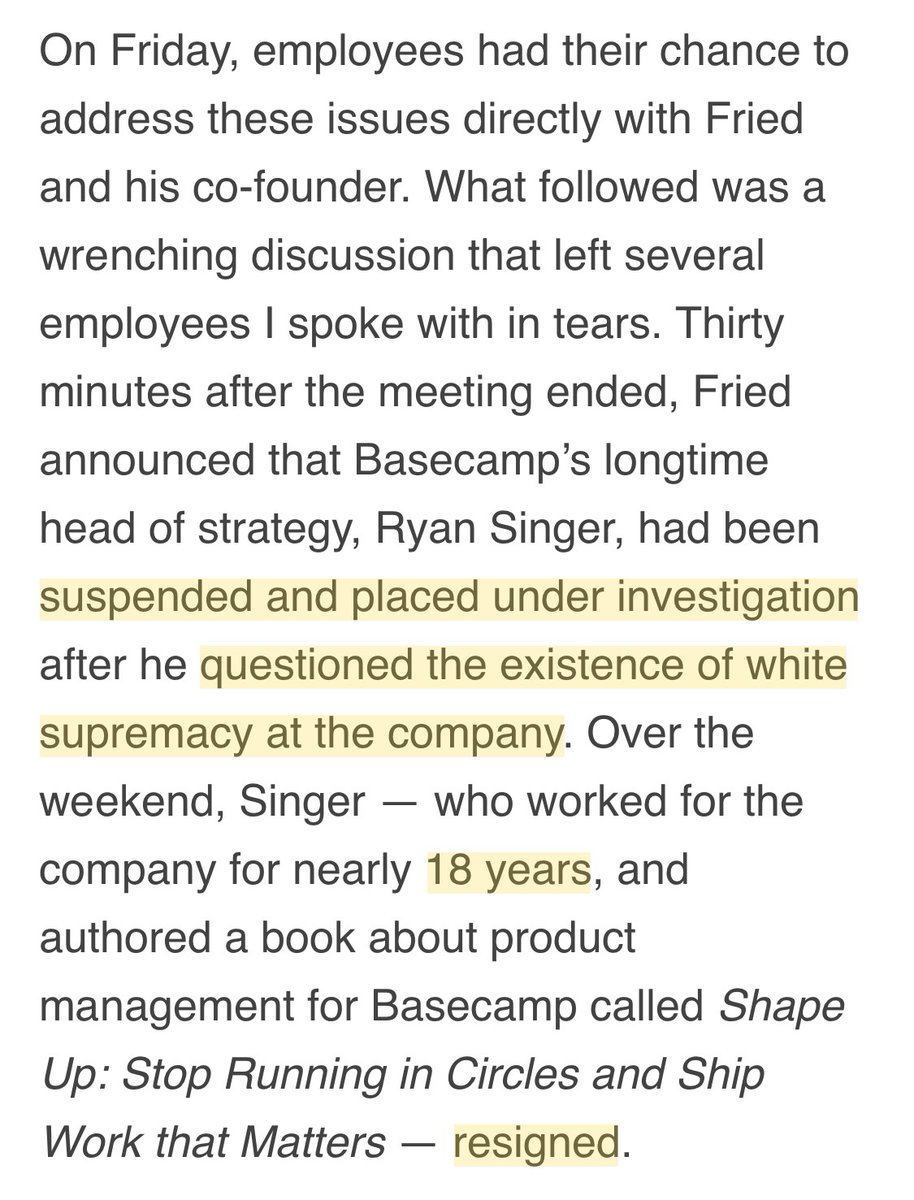 On Friday, employees had their chance to
address these issues directly with Fried
and his co-founder. What followed was a
wrenching discussion that left several
employees I spoke with in tears. Thirty
minutes after the meeting ended, Fried
announced that Basecamp’s longtime
head of strategy, Ryan Singer, had been
suspended and placed under investigation
after he questioned the existence of white
supremacy at the company. Over the
weekend, Singer — who worked for the
company for nearly 18 years, and
authored a book about product
management for Basecamp called Shape
Up: Stop Running in Circles and Ship
Work that Matters — resigned.